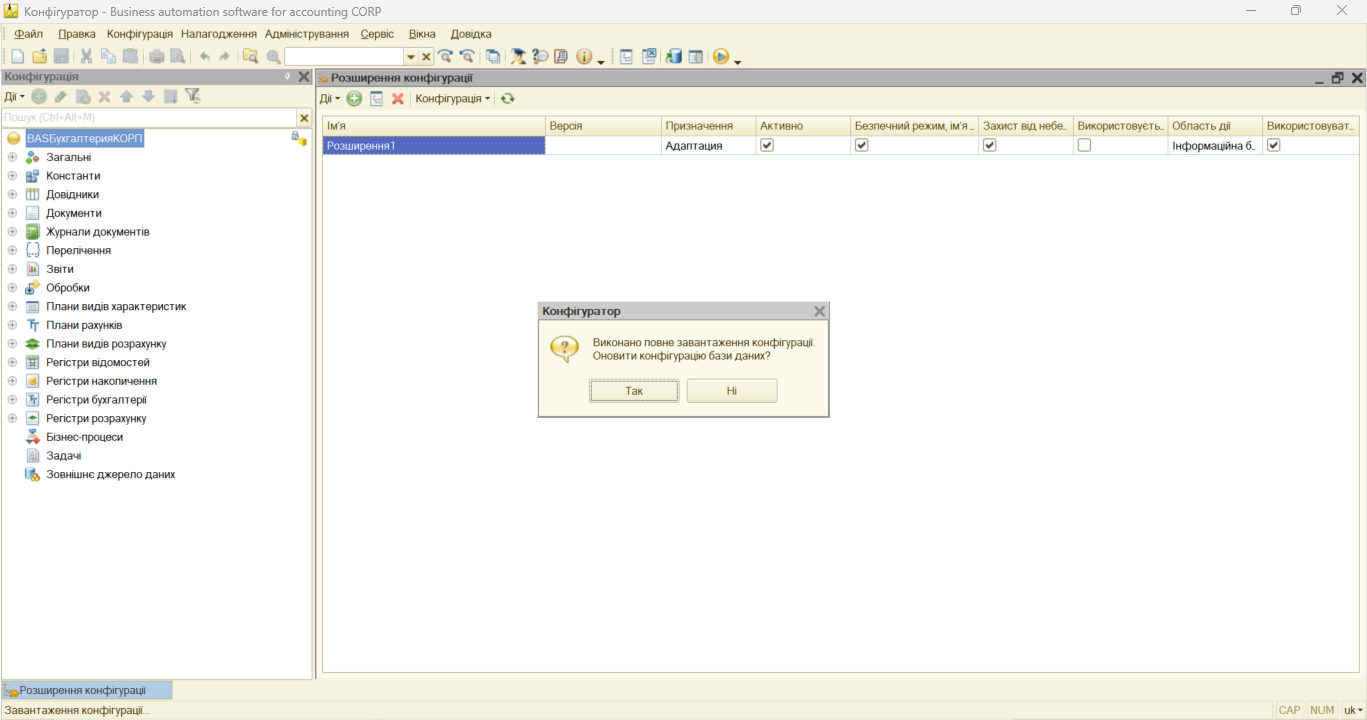 Конфігуратор - Business automation software for accounting CORP
Файл Правка Конфігурація Налагодження Адміністрування Сервіс Вікна Довідка
Конфігурація
Дії
Пошук (Ctrl+Alt+M)
BASБухгалтерияКОРП
Загальні
Константи
Довідники
Документи
Журнали документів
Перелічення
Звіти
Обробки
Плани видів характеристик
Плани рахунків
Плани видів розрахунку
Регістри відомостей
Регістри накопичення
Регістри бухгалтерії
Регістри розрахунку
Бізнес-процеси
Задачі
Зовнішнє джерело даних
Розширення конфігурації
Дії Конфігурація
Ім'я Версія Призначення Активно Безпечний режим, ім'я .. Захист від небе.. Використовуєть.. Область дії Використовуват..
Розширення1 Адаптация Інформаційна б..
Конфігуратор
Виконано повне завантаження конфігурації.
Оновити конфігурацію бази даних?
Так Ні
Розширення конфігурації
Завантаження конфігурації...
CAP NUM uk